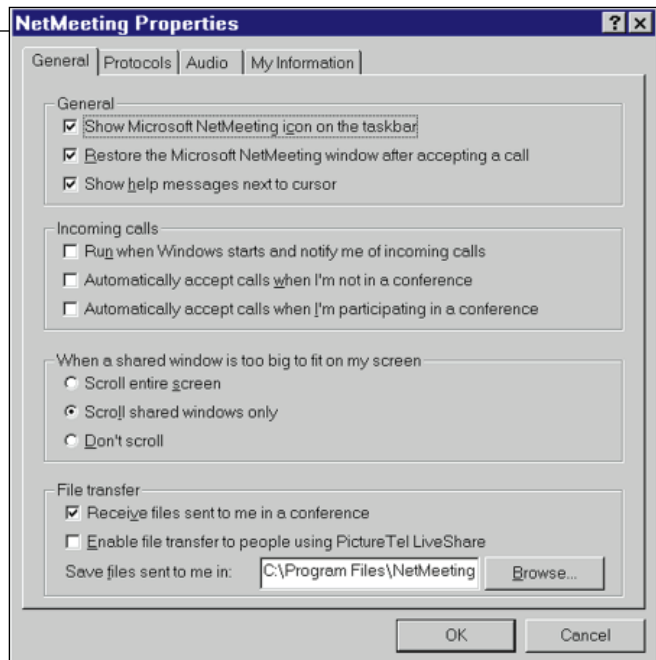 NetMeeting Properties
General Protocols Audio My Information
General
Show Microsoft NetMeeting icon on the taskbar
Restore the Microsoft NetMeeting window after accepting a call
Show help messages next to cursor
Incoming calls
Run when Windows starts and notify me of incoming calls
Automatically accept calls when I'm not in a conference
Automatically accept calls when I'm participating in a conference
When a shared window is too big to fit on my screen
Scroll entire screen
Scroll shared windows only
Don't scroll
File transfer
Receive files sent to me in a conference
Enable file transfer to people using PictureTel LiveShare
Save files sent to me in: C:\Program Files\NetMeeting Browse...
OK Cancel